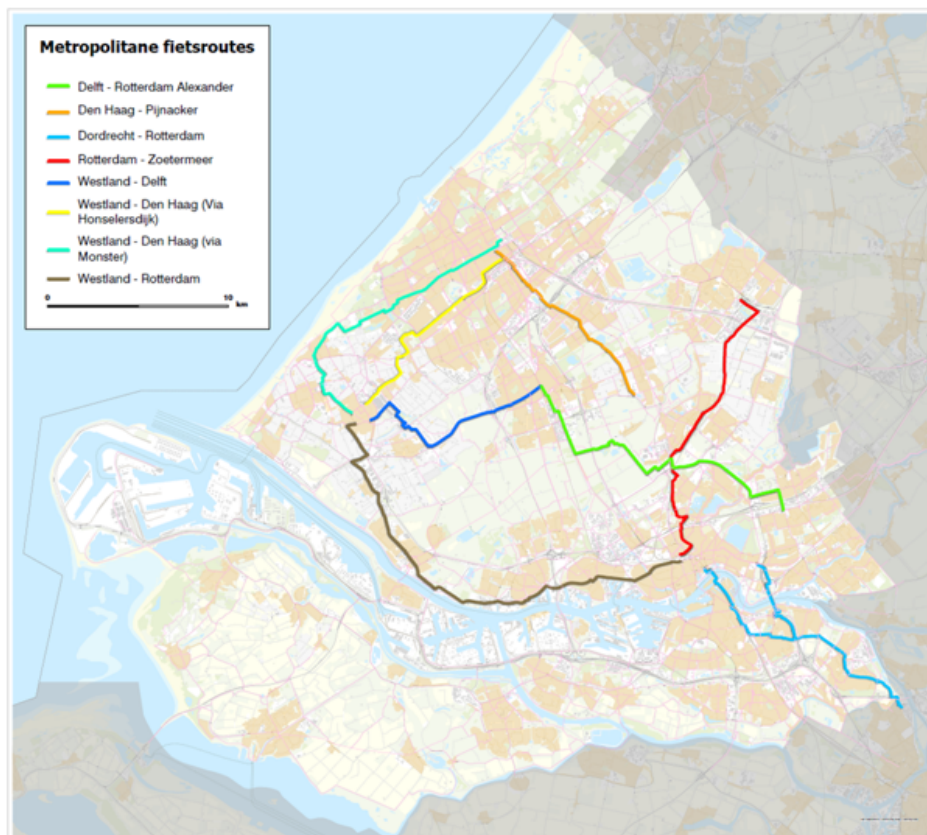 Metropolitane fietsroutes
Delft - Rotterdam Alexander
Den Haag - Pijnacker
Dordrecht - Rotterdam
Rotterdam - Zoetermeer
Westland - Delft
Westland - Den Haag (Via
Honselersdijk)
Westland - Den Haag (via
Monster)
Westland - Rotterdam
0 10
km